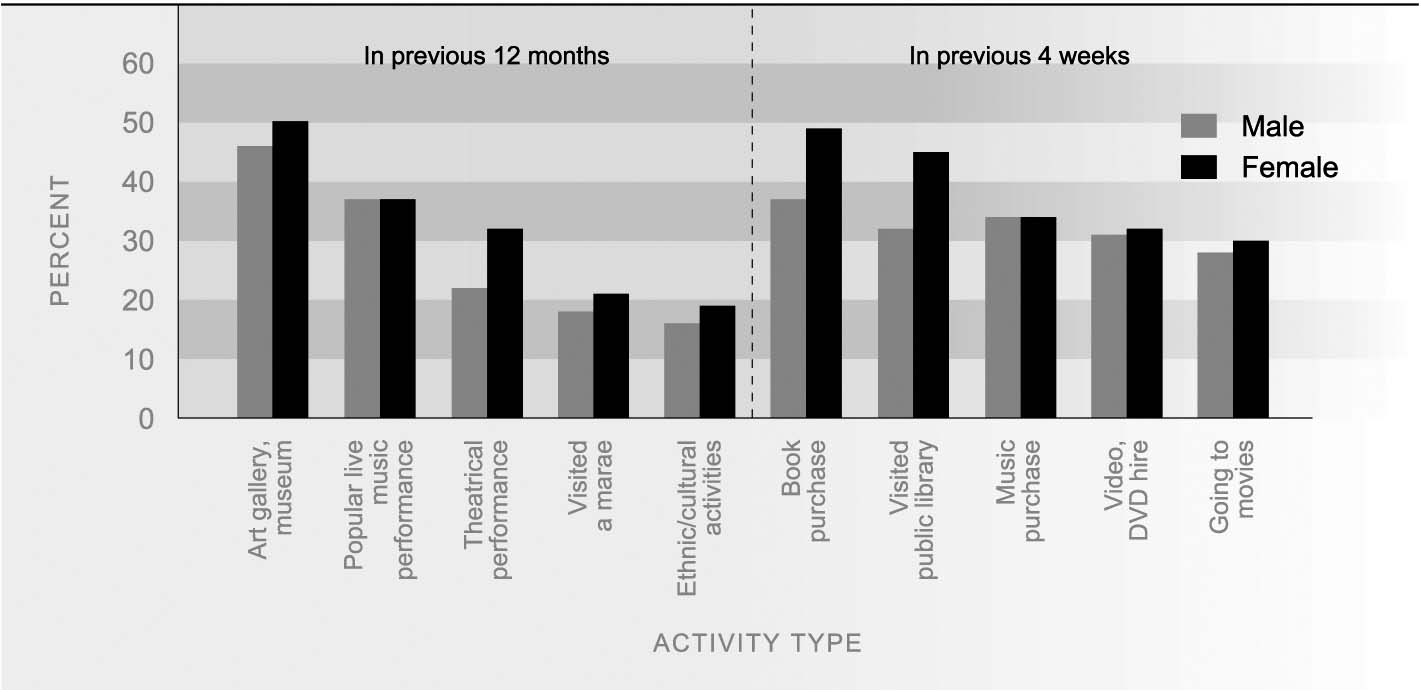 In previous 12 months
In previous 4 weeks
Male
Female
PERCENT
60
50
40
30
20
10
0
Art gallery,
museum
Popular live
music
performance
Theatrical
performance
Visited
a marae
Ethnic/cultural
activities
Book
purchase
Visited
public library
Music
purchase
Video,
DVD hire
Going to
movies
ACTIVITY TYPE